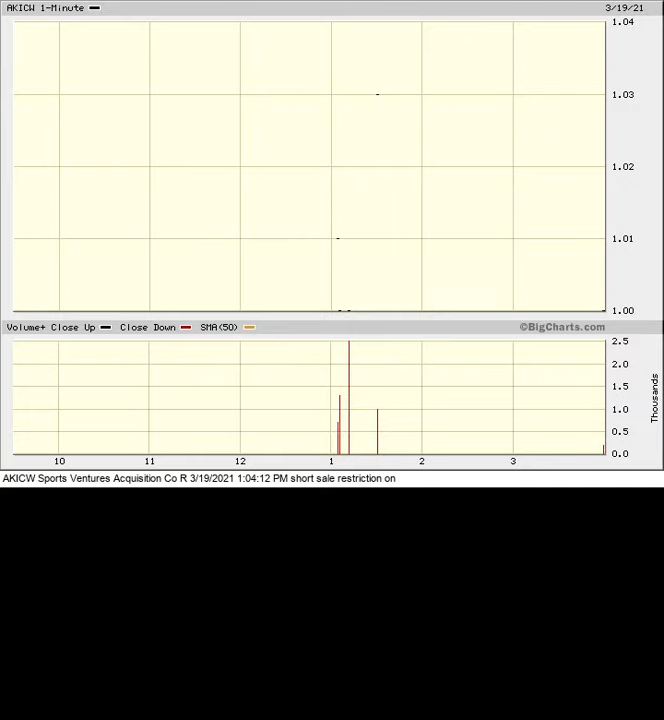 AKICW 1-Minute 3/19/21
1.04
1.03
1.02
1.01
1.00
Volume+ Close Up Close Down SMA(50) ©BigCharts.com
2.5
2.0
1.5
1.0
0.5
0.0
Thousands
10 11 12 1 2 3
AKICW Sports Ventures Acquisition Co R 3/19/2021 1:04:12 PM short sale restriction on